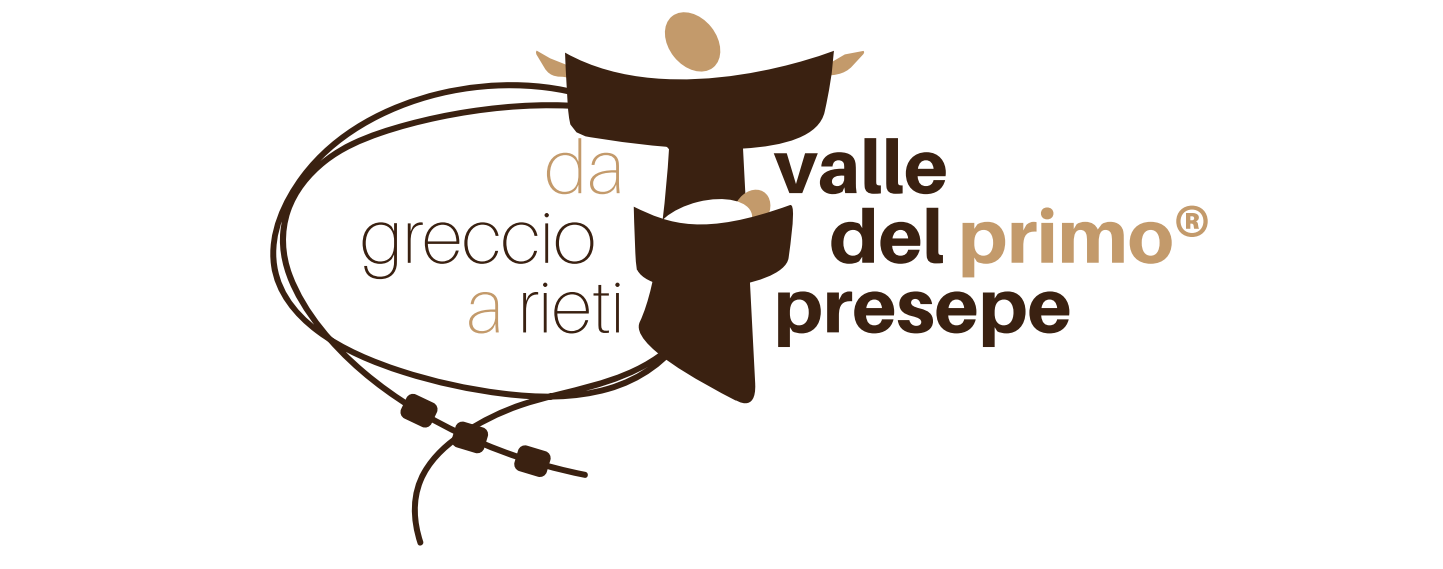 da
greccio
a rieti
valle
del primo®
presepe